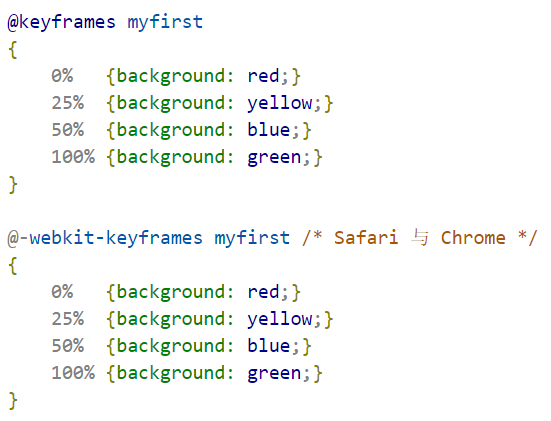 @keyframes myfirst
{
    0%   {background: red;}
    25%  {background: yellow;}
    50%  {background: blue;}
    100% {background: green;}
}

@-webkit-keyframes myfirst /* Safari 与 Chrome */
{
    0%   {background: red;}
    25%  {background: yellow;}
    50%  {background: blue;}
    100% {background: green;}
}